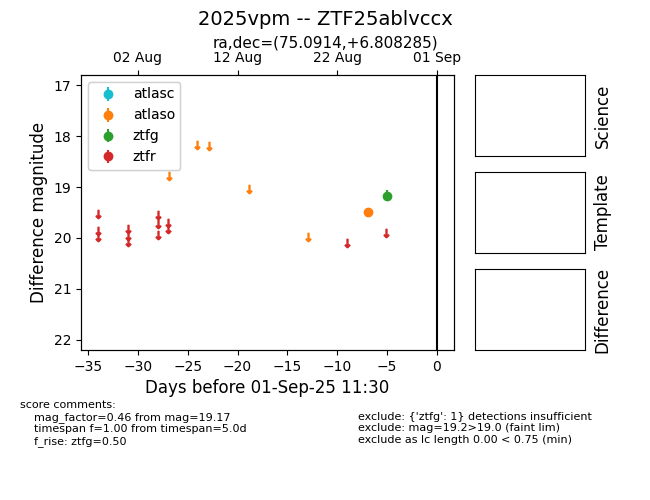 2025vpm -- ZTF25ablvccx
ra,dec=(75.0914,+6.808285)
02 Aug 12 Aug 22 Aug 01 Sep
atlasc
atlaso
ztfg
ztfr
17
18
19
20
21
22
Difference magnitude
−35 −30 −25 −20 −15 −10 −5 0
Days before 01-Sep-25 11:30
Science
Template
Difference
score comments:
mag_factor=0.46 from mag=19.17
timespan f=1.00 from timespan=5.0d
f_rise: ztfg=0.50
exclude: {'ztfg': 1} detections insufficient
exclude: mag=19.2>19.0 (faint lim)
exclude as lc length 0.00 < 0.75 (min)